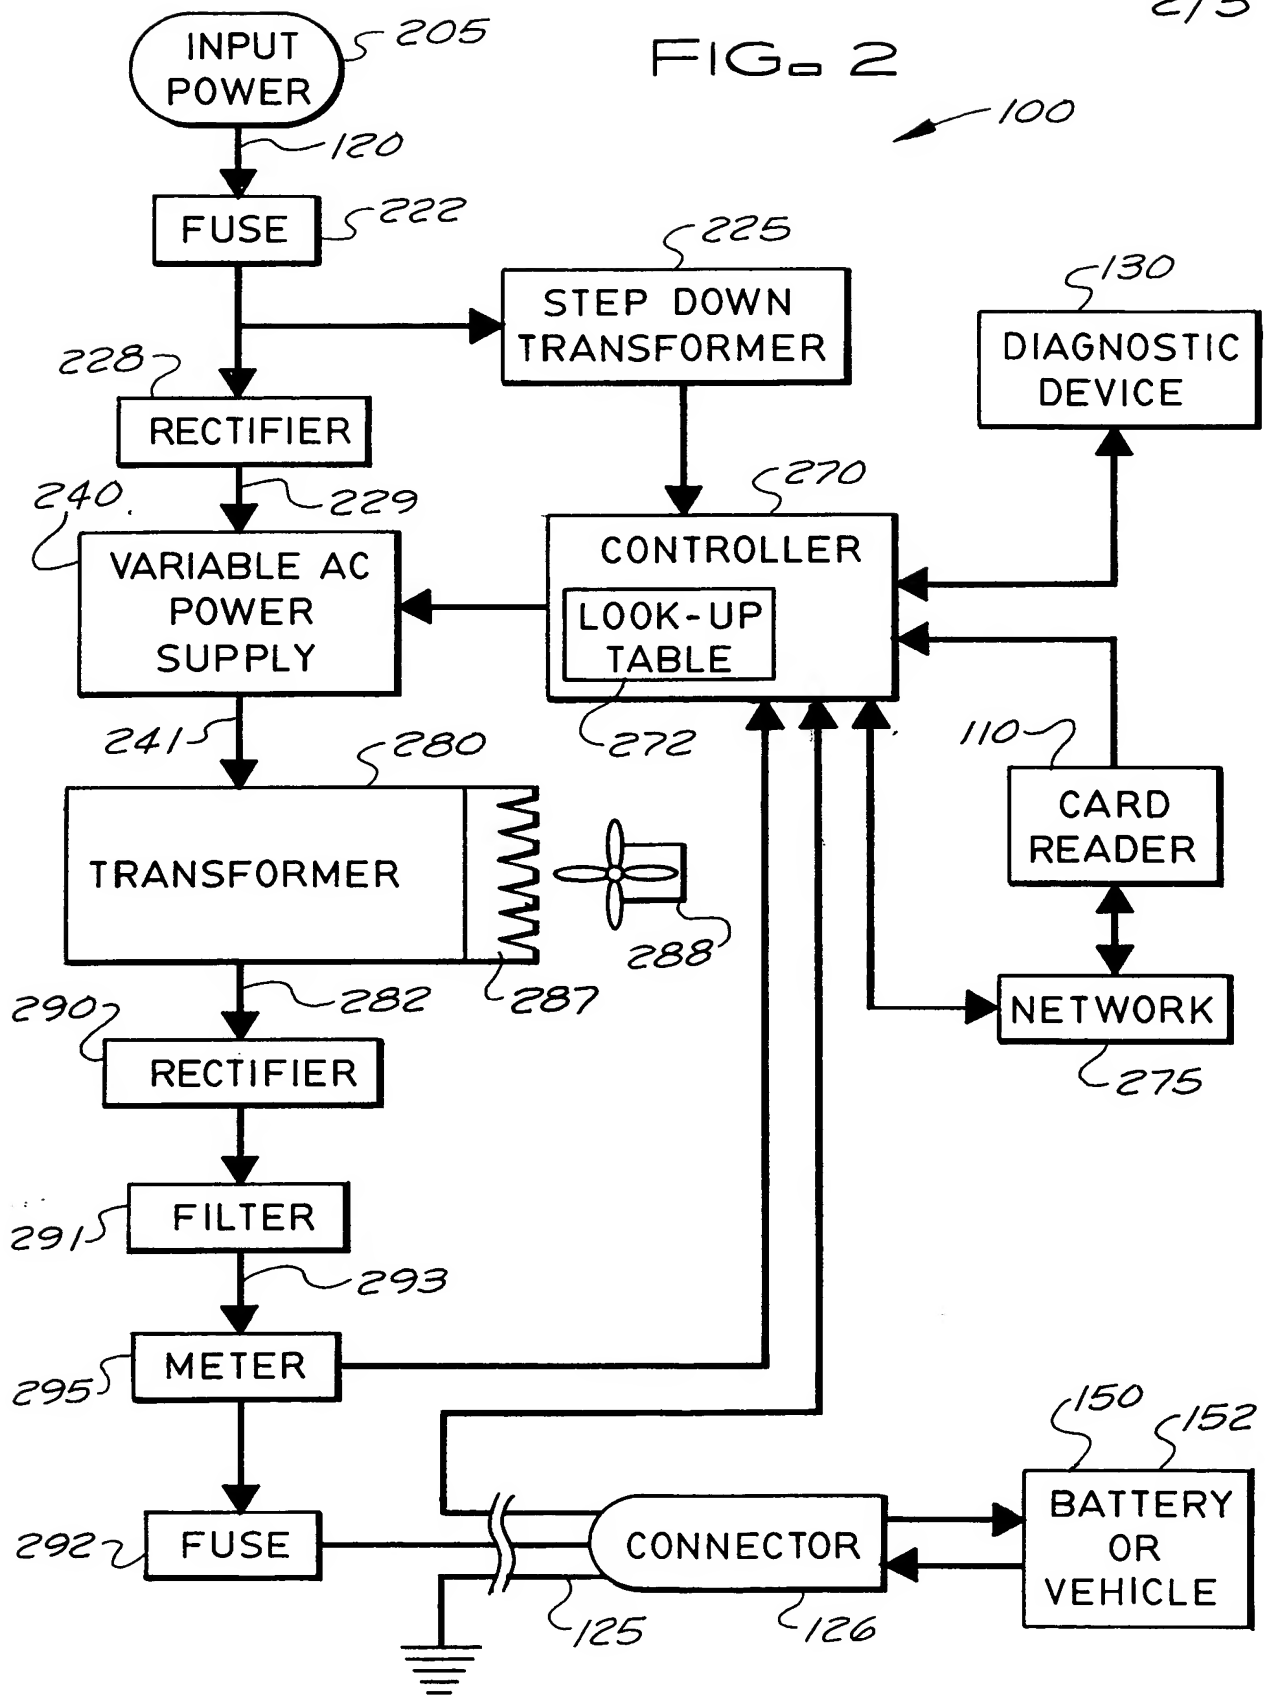 2/5
FIG. 2
INPUT
POWER
205
100
120
FUSE
222
225
STEP DOWN
TRANSFORMER
130
DIAGNOSTIC
DEVICE
228
RECTIFIER
229
240
VARIABLE AC
POWER
SUPPLY
270
CONTROLLER
LOOK-UP
TABLE
272
241
280
TRANSFORMER
110
CARD
READER
288
282
287
NETWORK
275
290
RECTIFIER
FILTER
291
293
METER
295
150
152
BATTERY
OR
VEHICLE
FUSE
292
CONNECTOR
125
126